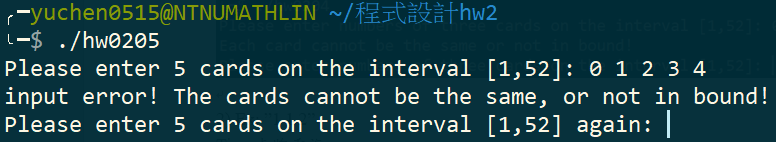 ╭─yuchen0515@NTNUMATHLIN ~/程式設計hw2
╰─$ ./hw0205
Please enter 5 cards on the interval [1,52]: 0 1 2 3 4
input error! The cards cannot be the same, or not in bound!
Please enter 5 cards on the interval [1,52] again: